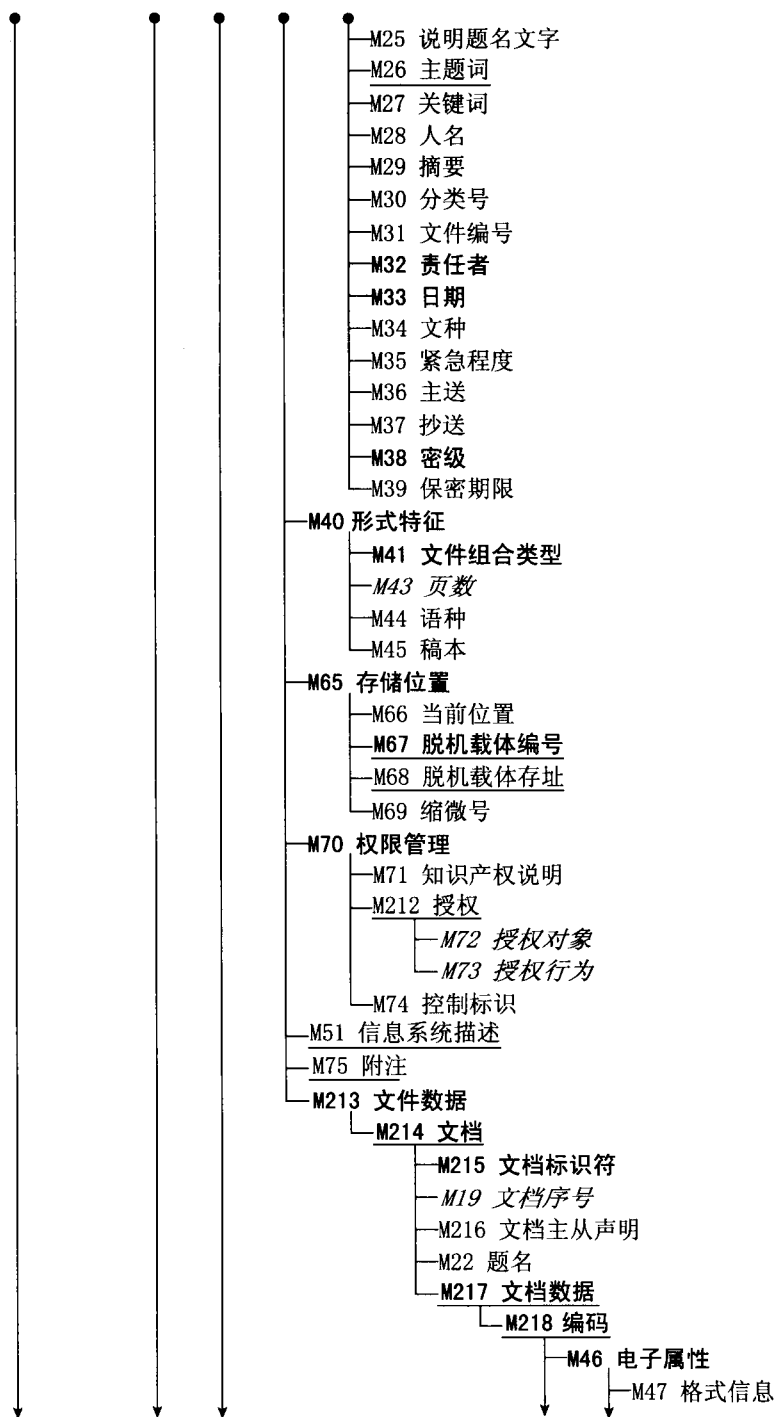 M25 说明题名文字
M26 主题词
M27 关键词
M28 人名
M29 摘要
M30 分类号
M31 文件编号
M32 责任者
M33 日期
M34 文种
M35 紧急程度
M36 主送
M37 抄送
M38 密级
M39 保密期限
M40 形式特征
M41 文件组合类型
M43 页数
M44 语种
M45 稿本
M65 存储位置
M66 当前位置
M67 脱机载体编号
M68 脱机载体存址
M69 缩微号
M70 权限管理
M71 知识产权说明
M212 授权
M72 授权对象
M73 授权行为
M74 控制标识
M51 信息系统描述
M75 附注
M213 文件数据
M214 文档
M215 文档标识符
M19 文档序号
M216 文档主从声明
M22 题名
M217 文档数据
M218 编码
M46 电子属性
M47 格式信息